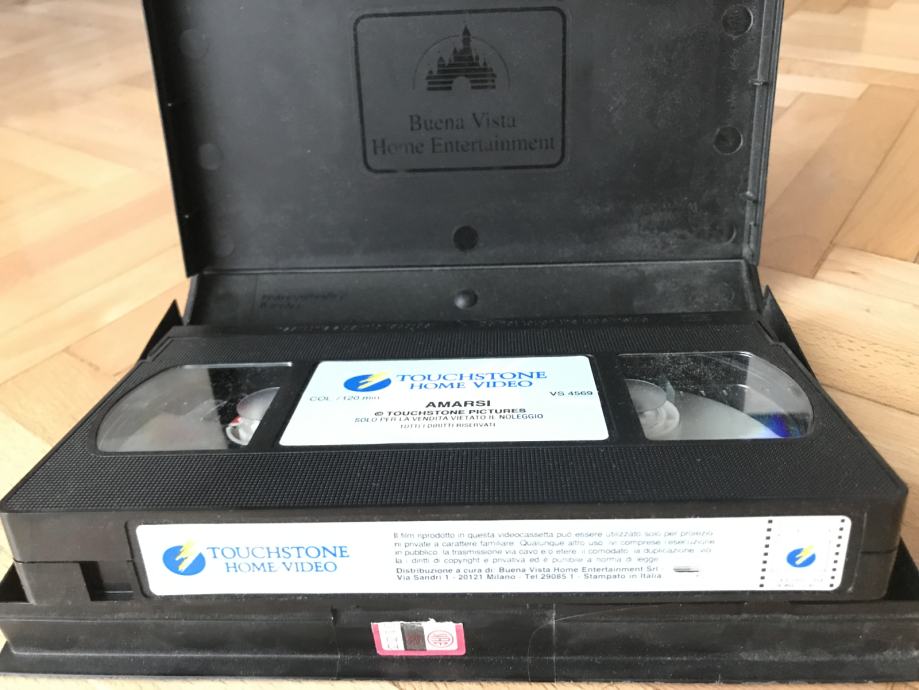 Buena Vista
Home Entertainment
TOUCHSTONE
HOME VIDEO
COL / 120 min
VS 4569
AMARSI
© TOUCHSTONE PICTURES
SOLO PER LA VENDITA VIETATO IL NOLEGGIO
TUTTI I DIRITTI RISERVATI
TOUCHSTONE
HOME VIDEO
Il film riprodotto in questa videocassetta può essere utilizzato solo per proiezio
ni private a carattere familiare. Qualunque altro uso ivi comprese l'esecuzione
in pubblico, la trasmissione via cavo e o etere, il comodato, la duplicazione, vio
la i diritti di copyright e privativa ed è punibile a norma di legge
Distribuzione a cura di: Buena Vista Home Entertainment Srl
Via Sandri 1 - 20121 Milano - Tel 29085 1 - Stampato in Italia